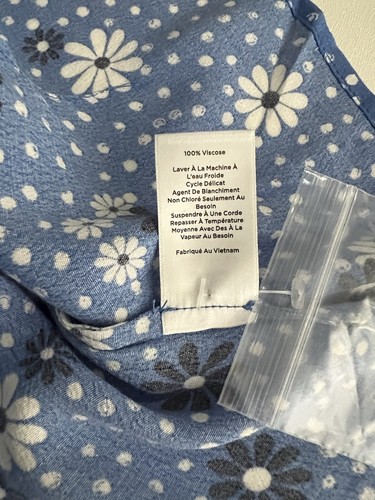 100% Viscose
Laver À La Machine À
L'eau Froide
Cycle Délicat
Agent De Blanchiment
Non Chloré Seulement Au
Besoin
Suspendre À Une Corde
Repasser À Température
Moyenne Avec Des À La
Vapeur Au Besoin
Fabriqué Au Vietnam